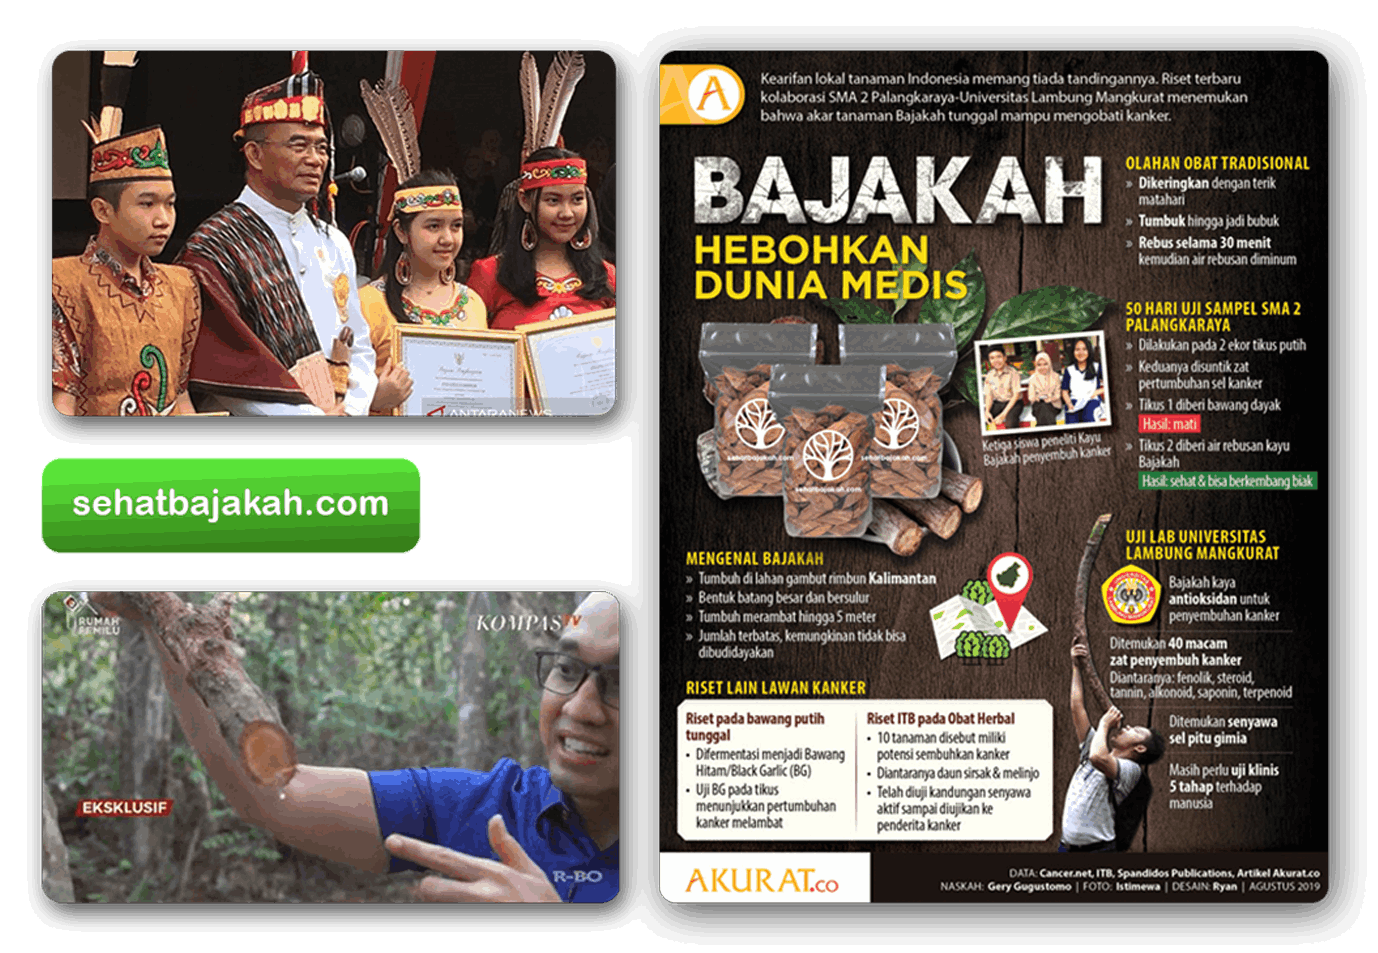 ANTARANEWS
sehatbajakah.com
RUMAH
PEMILU
KOMPASTV
EKSKLUSIF
R-BO
A
Kearifan lokal tanaman Indonesia memang tiada tandingannya. Riset terbaru
kolaborasi SMA 2 Palangkaraya-Universitas Lambung Mangkurat menemukan
bahwa akar tanaman Bajakah tunggal mampu mengobati kanker.
BAJAKAH
HEBOHKAN
DUNIA MEDIS
sehatbajakah.com
sehatbajakah.com
sehatbajakah.com
Ketiga siswa peneliti Kayu
Bajakah penyembuh kanker
OLAHAN OBAT TRADISIONAL
» Dikeringkan dengan terik
matahari
» Tumbuk hingga jadi bubuk
» Rebus selama 30 menit
kemudian air rebusan diminum
50 HARI UJI SAMPEL SMA 2
PALANGKARAYA
» Dilakukan pada 2 ekor tikus putih
» Keduanya disuntik zat
pertumbuhan sel kanker
» Tikus 1 diberi bawang dayak
Hasil: mati
» Tikus 2 diberi air rebusan kayu
Bajakah
Hasil: sehat & bisa berkembang biak
MENGENAL BAJAKAH
» Tumbuh di lahan gambut rimbun Kalimantan
» Bentuk batang besar dan bersulur
» Tumbuh merambat hingga 5 meter
» Jumlah terbatas, kemungkinan tidak bisa
dibudidayakan
UJI LAB UNIVERSITAS
LAMBUNG MANGKURAT
Bajakah kaya
antioksidan untuk
penyembuhan kanker
Ditemukan 40 macam
zat penyembuh kanker
Diantaranya: fenolik, steroid,
tannin, alkonoid, saponin, terpenoid
Ditemukan senyawa
sel pitu gimia
Masih perlu uji klinis
5 tahap terhadap
manusia
RISET LAIN LAWAN KANKER
Riset pada bawang putih
tunggal
• Difermentasi menjadi Bawang
Hitam/Black Garlic (BG)
• Uji BG pada tikus
menunjukkan pertumbuhan
kanker melambat
Riset ITB pada Obat Herbal
• 10 tanaman disebut miliki
potensi sembuhkan kanker
• Diantaranya daun sirsak & melinjo
• Telah diuji kandungan senyawa
aktif sampai diujikan ke
penderita kanker
AKURAT.CO
DATA: Cancer.net, ITB, Spandidos Publications, Artikel Akurat.co
NASKAH: Gery Gugustomo | FOTO: Istimewa | DESAIN: Ryan | AGUSTUS 2019